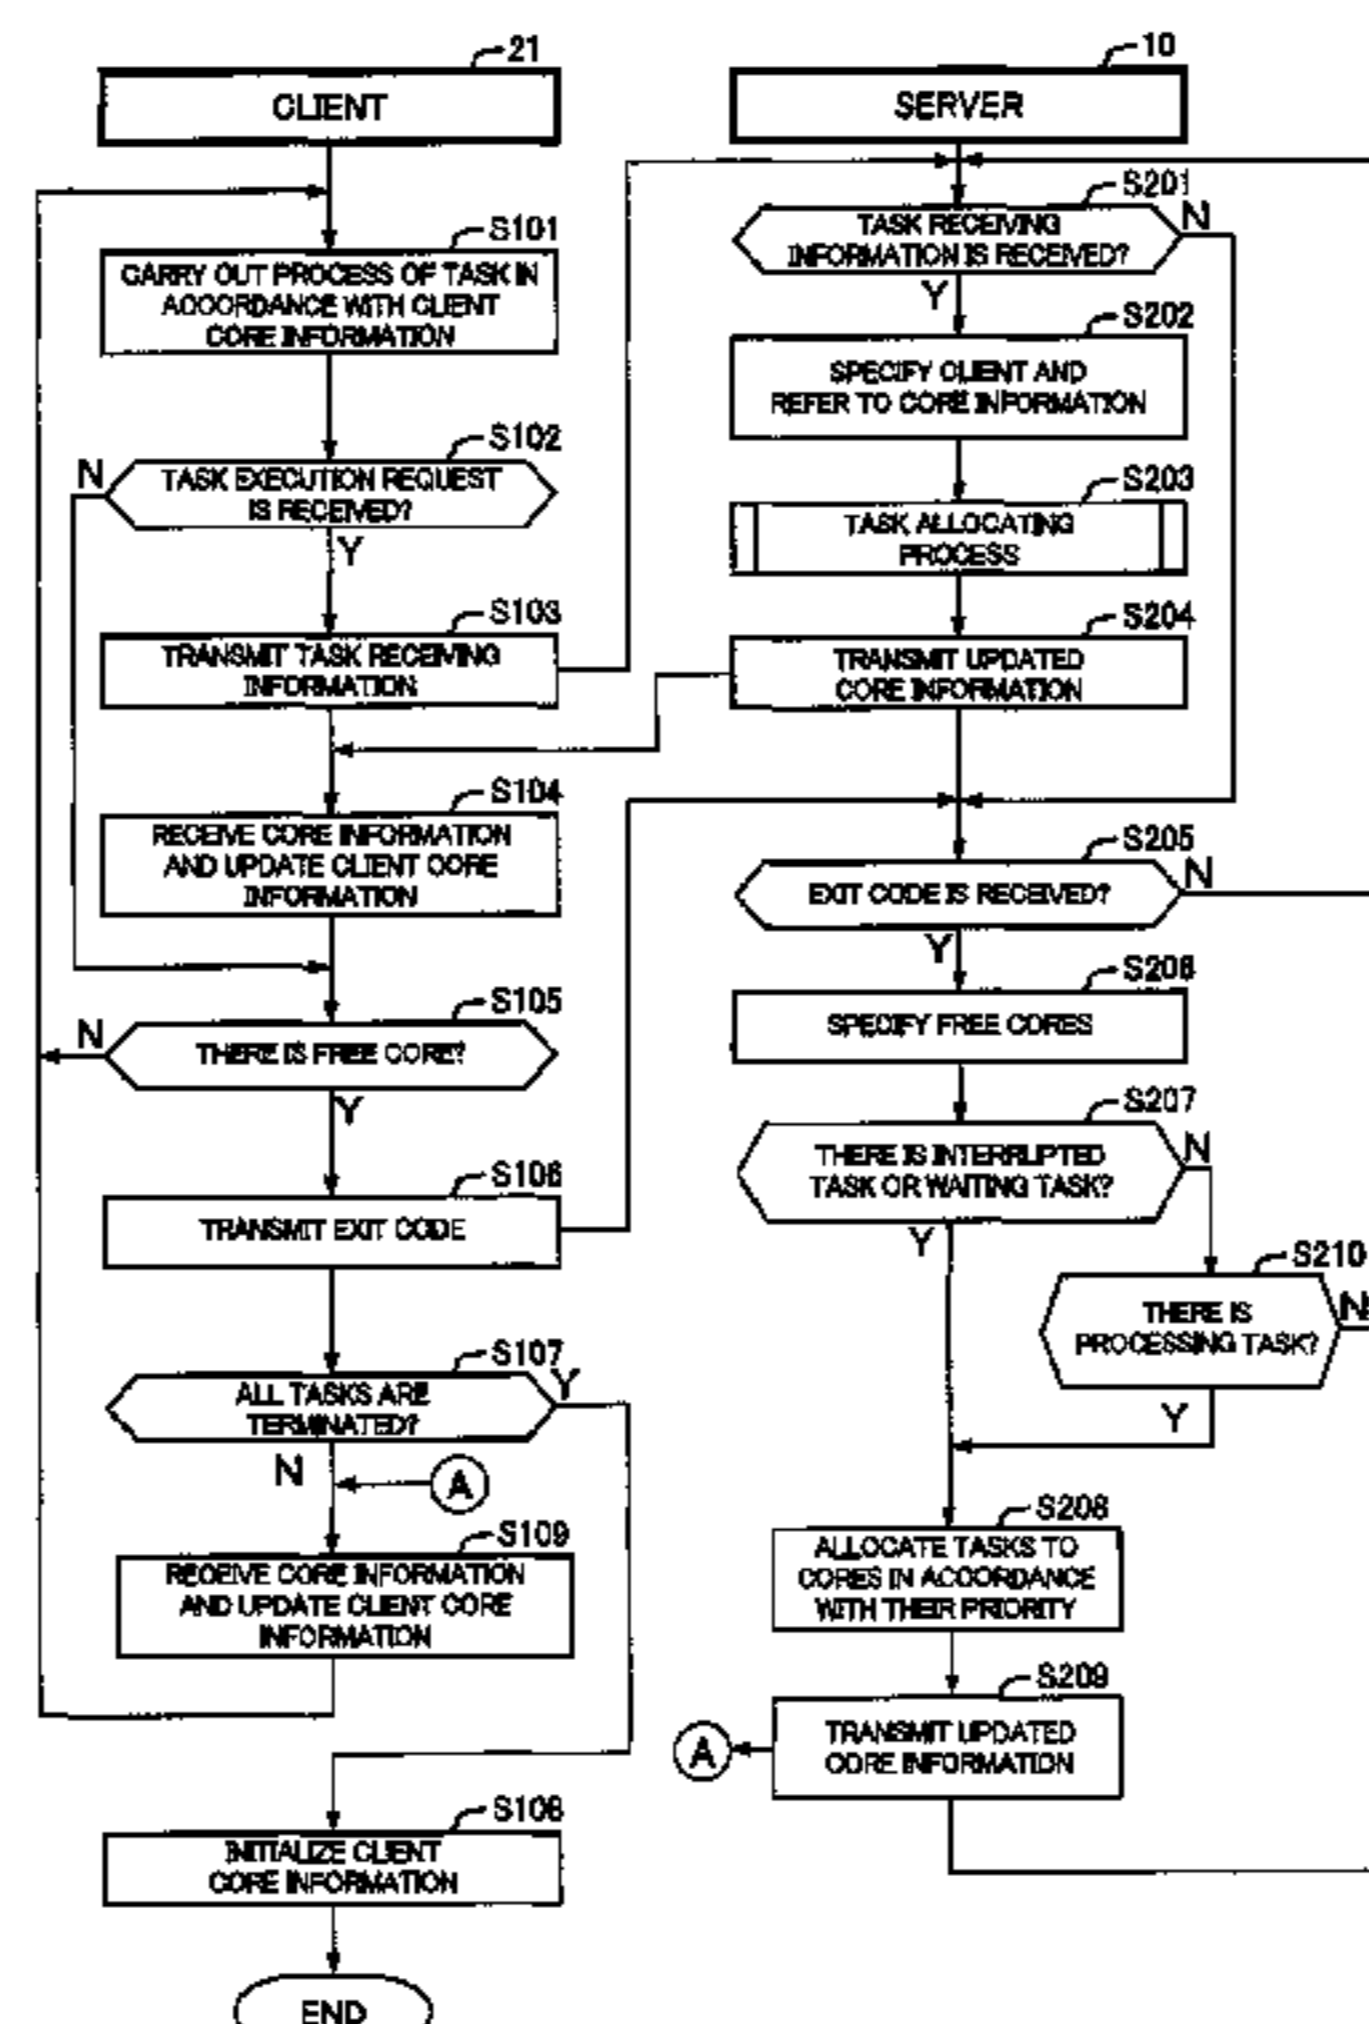 21
CLIENT
S101
CARRY OUT PROCESS OF TASK IN
ACCORDANCE WITH CLIENT
CORE INFORMATION
S102
N
TASK EXECUTION REQUEST
IS RECEIVED?
Y
S103
TRANSMIT TASK RECEIVING
INFORMATION
S104
RECEIVE CORE INFORMATION
AND UPDATE CLIENT CORE
INFORMATION
S105
N
THERE IS FREE CORE?
Y
S106
TRANSMIT EXIT CODE
S107
ALL TASKS ARE
TERMINATED?
Y
N
A
S109
RECEIVE CORE INFORMATION
AND UPDATE CLIENT CORE
INFORMATION
S108
INITIALIZE CLIENT
CORE INFORMATION
END
10
SERVER
S201
TASK RECEIVING
INFORMATION IS RECEIVED?
N
Y
S202
SPECIFY CLIENT AND
REFER TO CORE INFORMATION
S203
TASK ALLOCATING
PROCESS
S204
TRANSMIT UPDATED
CORE INFORMATION
S205
EXIT CODE IS RECEIVED?
N
Y
S206
SPECIFY FREE CORES
S207
THERE IS INTERRUPTED
TASK OR WAITING TASK?
N
Y
S210
THERE IS
PROCESSING TASK?
N
Y
S208
ALLOCATE TASKS TO
CORES IN ACCORDANCE
WITH THEIR PRIORITY
S209
TRANSMIT UPDATED
CORE INFORMATION
A